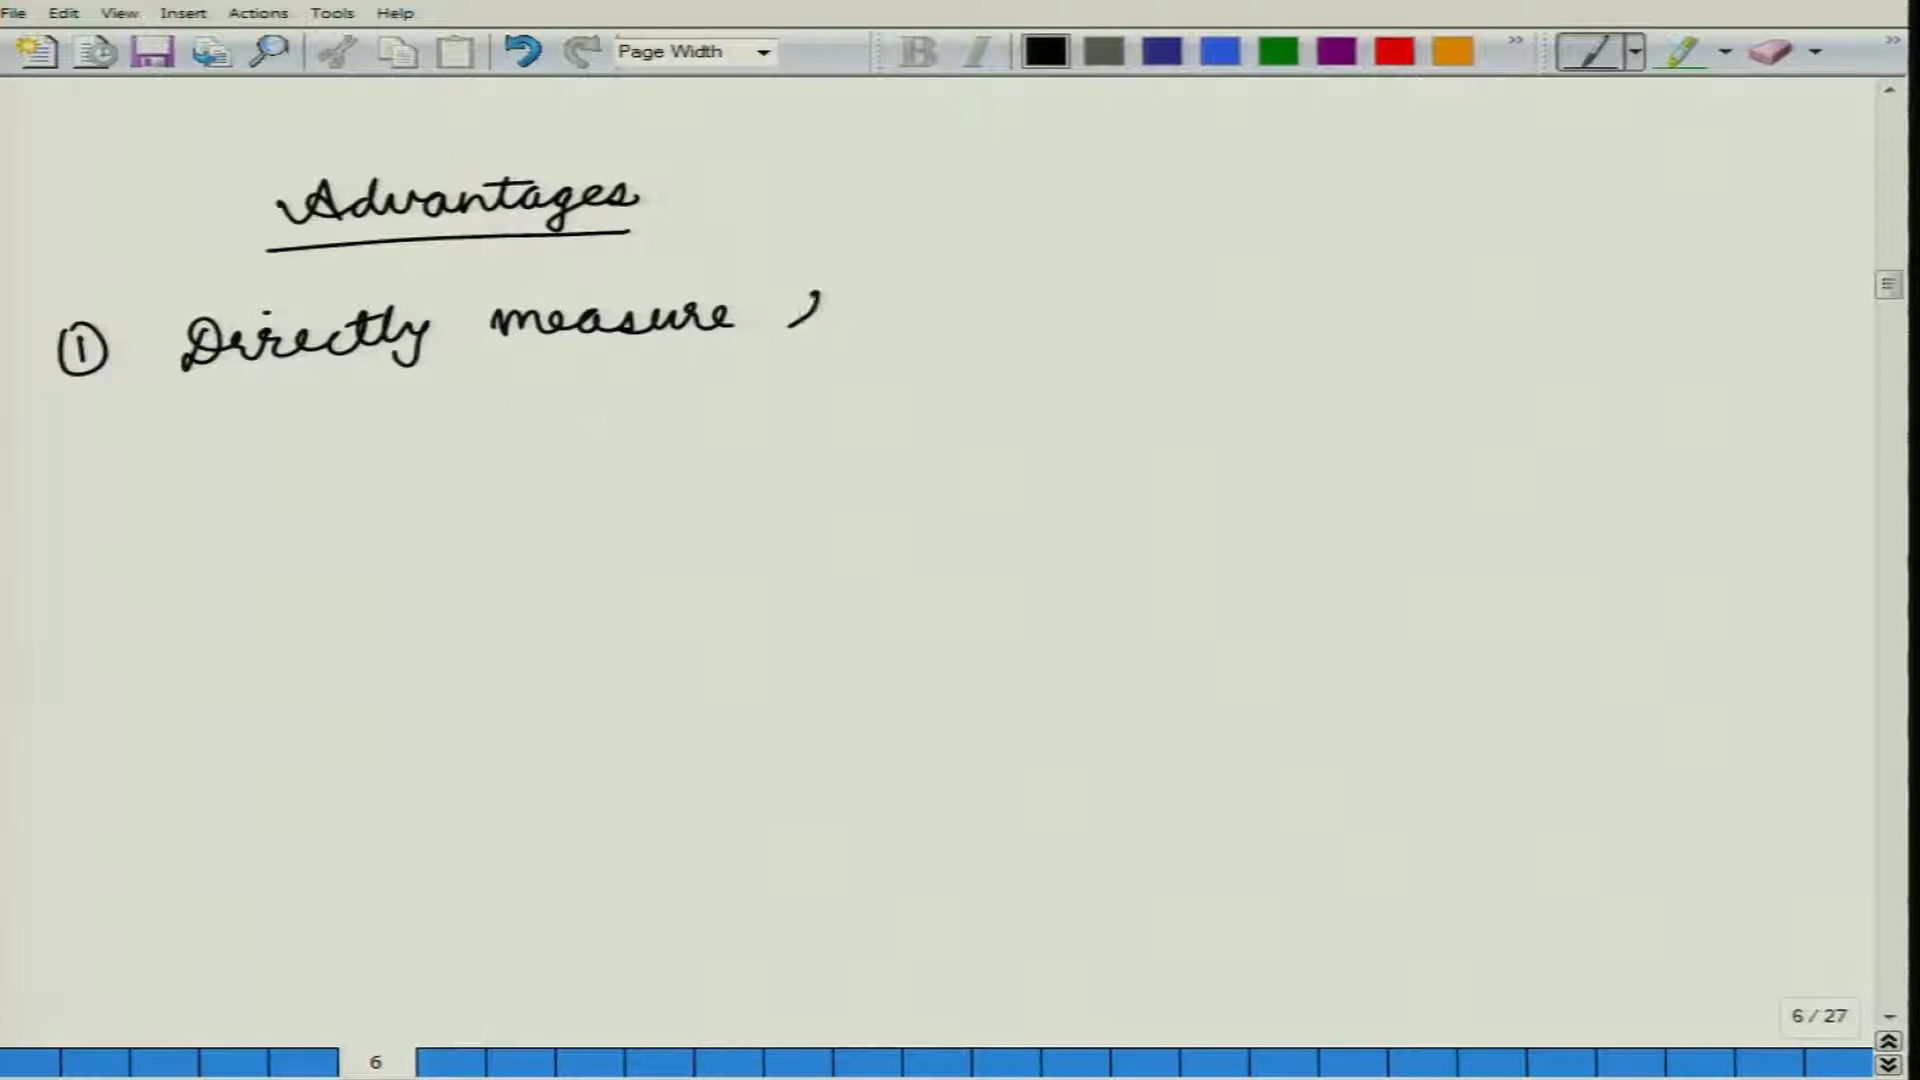 File Edit View Insert Actions Tools Help
Page Width B I
Advantages
① Directly measure
6 / 27
6